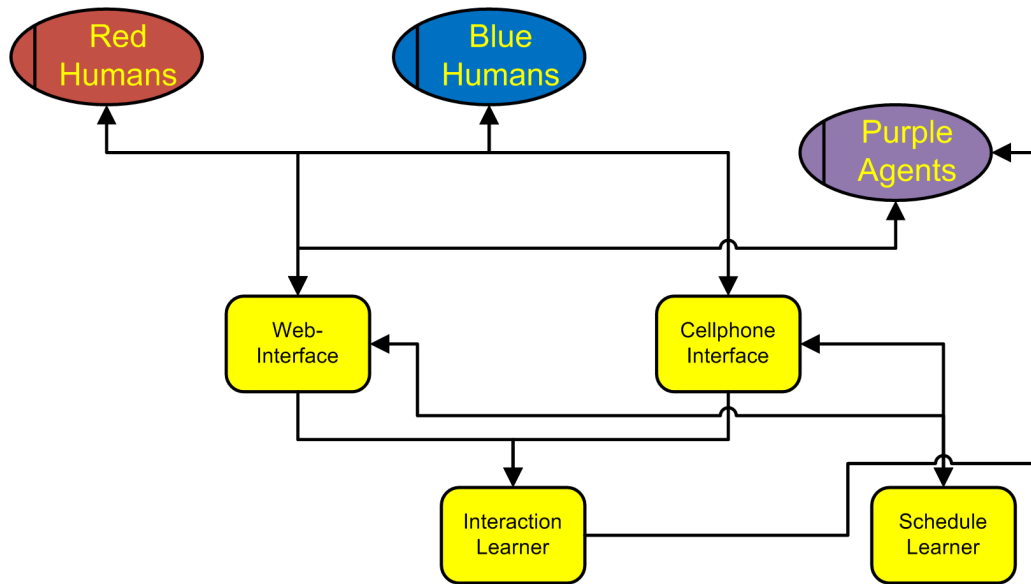 Red
Humans
Blue
Humans
Purple
Agents
Web-
Interface
Cellphone
Interface
Interaction
Learner
Schedule
Learner